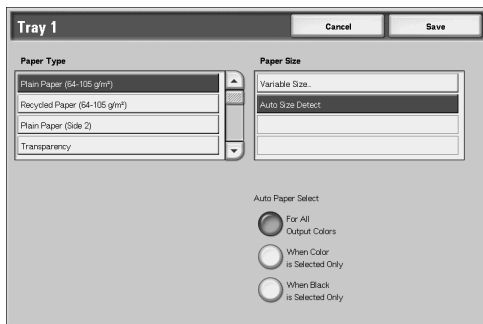 Tray 1
Cancel
Save
Paper Type
Paper Size
Plain Paper (64-105 g/m²)
Recycled Paper (64-105 g/m²)
Plain Paper (Side 2)
Transparency
Variable Size..
Auto Size Detect
Auto Paper Select
For All
Output Colors
When Color
is Selected Only
When Black
is Selected Only